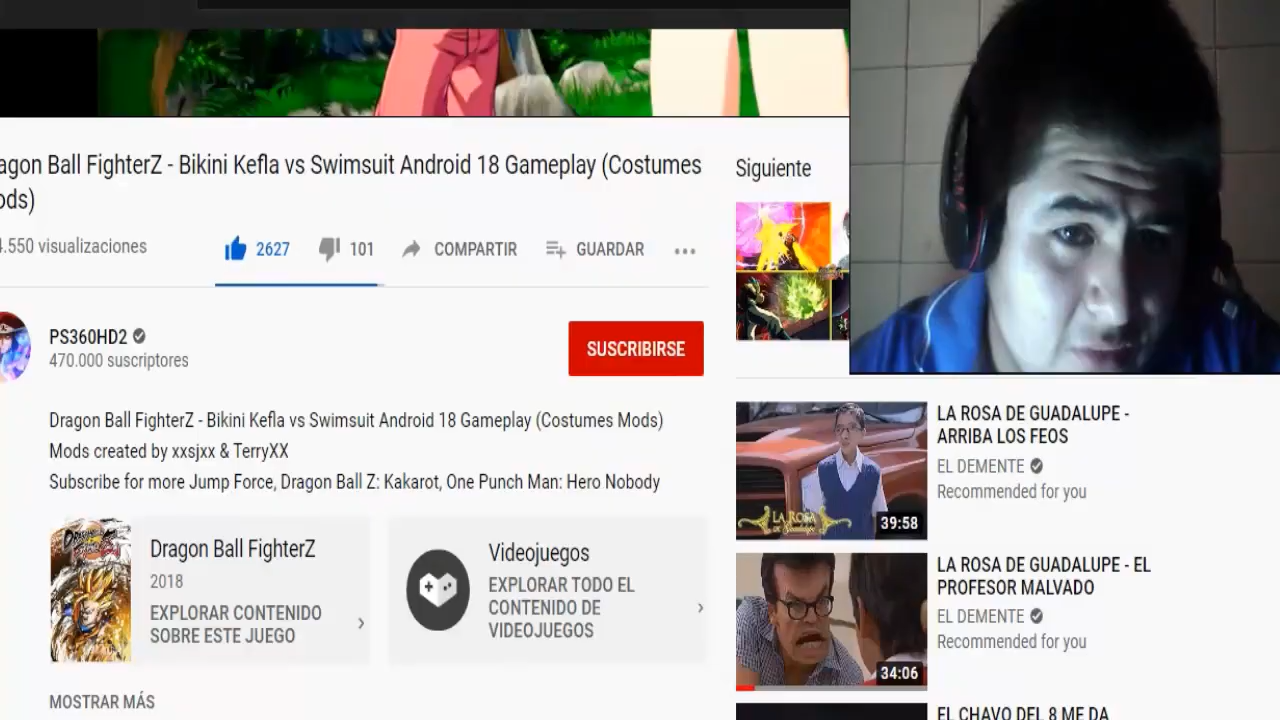 agon Ball FighterZ - Bikini Kefla vs Swimsuit Android 18 Gameplay (Costumes
ods)
.550 visualizaciones
2627
101
COMPARTIR
GUARDAR
PS360HD2
470.000 suscriptores
SUSCRIBIRSE
Dragon Ball FighterZ - Bikini Kefla vs Swimsuit Android 18 Gameplay (Costumes Mods)
Mods created by xxsjxx & TerryXX
Subscribe for more Jump Force, Dragon Ball Z: Kakarot, One Punch Man: Hero Nobody
Dragon Ball FighterZ
2018
EXPLORAR CONTENIDO
SOBRE ESTE JUEGO
Videojuegos
EXPLORAR TODO EL
CONTENIDO DE
VIDEOJUEGOS
MOSTRAR MÁS
Siguiente
LA ROSA
DE GUADALUPE
39:58
LA ROSA DE GUADALUPE -
ARRIBA LOS FEOS
EL DEMENTE
Recommended for you
34:06
LA ROSA DE GUADALUPE - EL
PROFESOR MALVADO
EL DEMENTE
Recommended for you
EL CHAVO DEL 8 ME DA